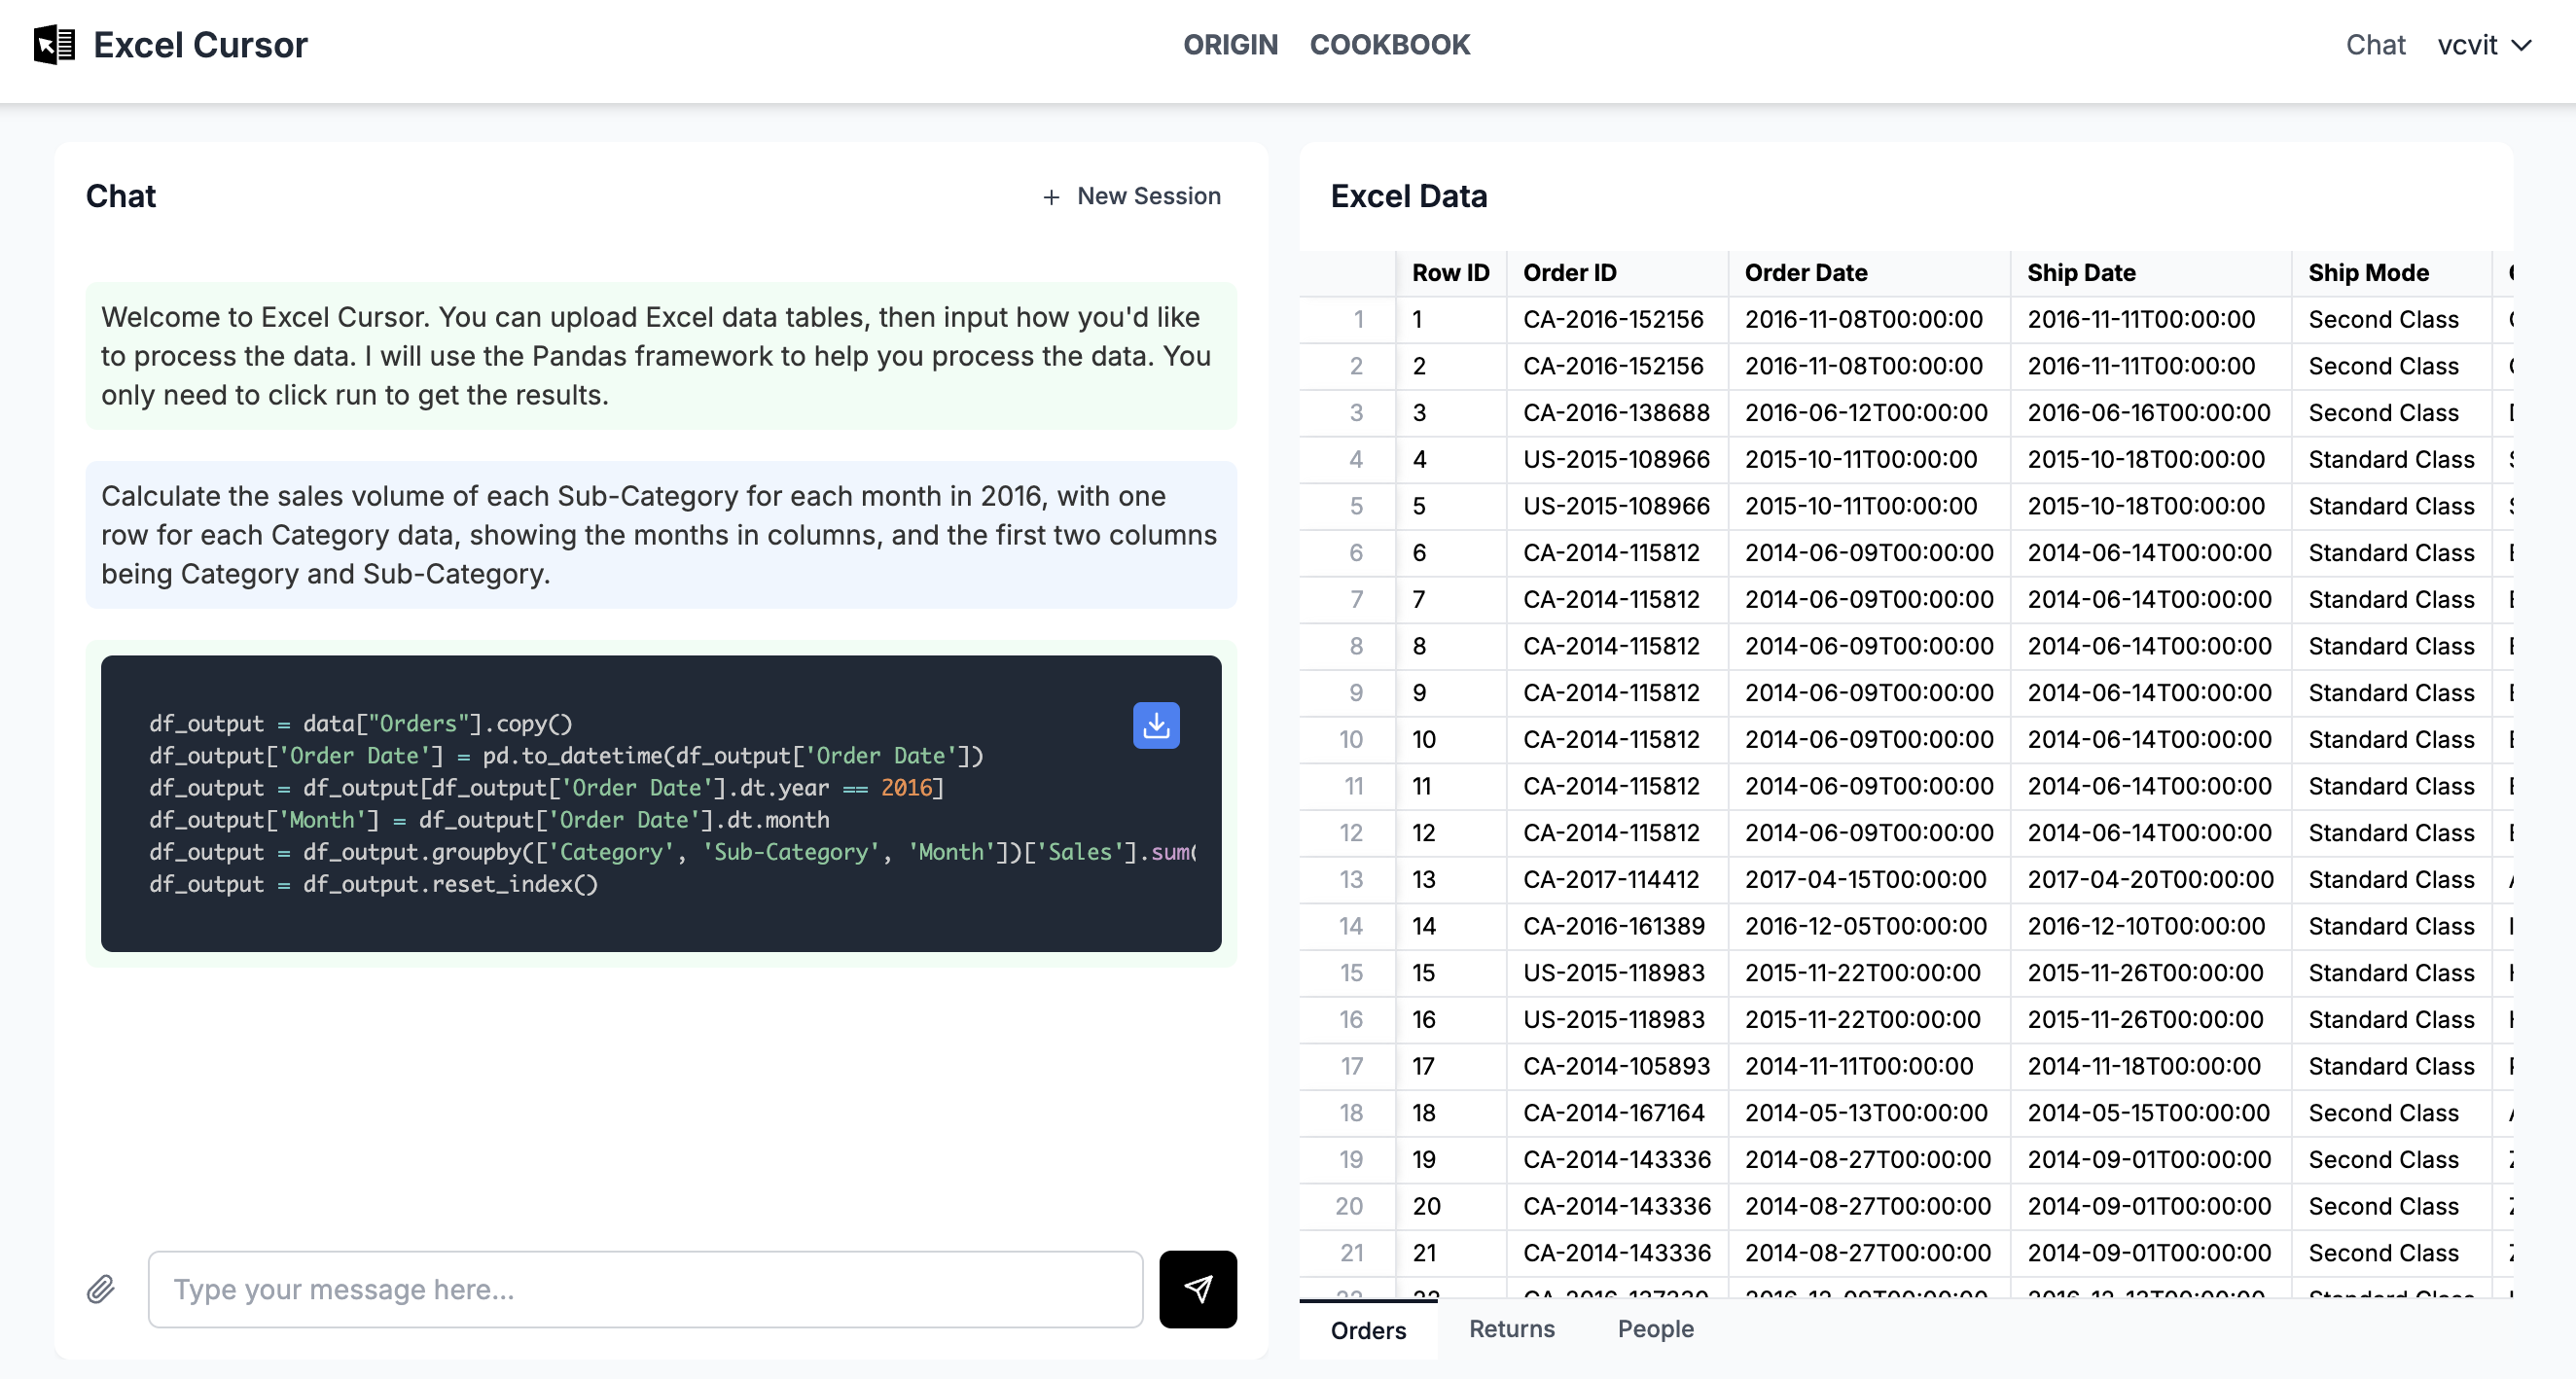 Excel Cursor
ORIGIN COOKBOOK
Chat vcvit
Chat
+ New Session
Welcome to Excel Cursor. You can upload Excel data tables, then input how you'd like
to process the data. I will use the Pandas framework to help you process the data. You
only need to click run to get the results.
Calculate the sales volume of each Sub-Category for each month in 2016, with one
row for each Category data, showing the months in columns, and the first two columns
being Category and Sub-Category.
df_output = data["Orders"].copy()
df_output['Order Date'] = pd.to_datetime(df_output['Order Date'])
df_output = df_output[df_output['Order Date'].dt.year == 2016]
df_output['Month'] = df_output['Order Date'].dt.month
df_output = df_output.groupby(['Category', 'Sub-Category', 'Month'])['Sales'].sum(
df_output = df_output.reset_index()
Type your message here...
Excel Data
Row ID Order ID Order Date Ship Date Ship Mode
1 1 CA-2016-152156 2016-11-08T00:00:00 2016-11-11T00:00:00 Second Class
2 2 CA-2016-152156 2016-11-08T00:00:00 2016-11-11T00:00:00 Second Class
3 3 CA-2016-138688 2016-06-12T00:00:00 2016-06-16T00:00:00 Second Class
4 4 US-2015-108966 2015-10-11T00:00:00 2015-10-18T00:00:00 Standard Class
5 5 US-2015-108966 2015-10-11T00:00:00 2015-10-18T00:00:00 Standard Class
6 6 CA-2014-115812 2014-06-09T00:00:00 2014-06-14T00:00:00 Standard Class
7 7 CA-2014-115812 2014-06-09T00:00:00 2014-06-14T00:00:00 Standard Class
8 8 CA-2014-115812 2014-06-09T00:00:00 2014-06-14T00:00:00 Standard Class
9 9 CA-2014-115812 2014-06-09T00:00:00 2014-06-14T00:00:00 Standard Class
10 10 CA-2014-115812 2014-06-09T00:00:00 2014-06-14T00:00:00 Standard Class
11 11 CA-2014-115812 2014-06-09T00:00:00 2014-06-14T00:00:00 Standard Class
12 12 CA-2014-115812 2014-06-09T00:00:00 2014-06-14T00:00:00 Standard Class
13 13 CA-2017-114412 2017-04-15T00:00:00 2017-04-20T00:00:00 Standard Class
14 14 CA-2016-161389 2016-12-05T00:00:00 2016-12-10T00:00:00 Standard Class
15 15 US-2015-118983 2015-11-22T00:00:00 2015-11-26T00:00:00 Standard Class
16 16 US-2015-118983 2015-11-22T00:00:00 2015-11-26T00:00:00 Standard Class
17 17 CA-2014-105893 2014-11-11T00:00:00 2014-11-18T00:00:00 Standard Class
18 18 CA-2014-167164 2014-05-13T00:00:00 2014-05-15T00:00:00 Second Class
19 19 CA-2014-143336 2014-08-27T00:00:00 2014-09-01T00:00:00 Second Class
20 20 CA-2014-143336 2014-08-27T00:00:00 2014-09-01T00:00:00 Second Class
21 21 CA-2014-143336 2014-08-27T00:00:00 2014-09-01T00:00:00 Second Class
Orders Returns People